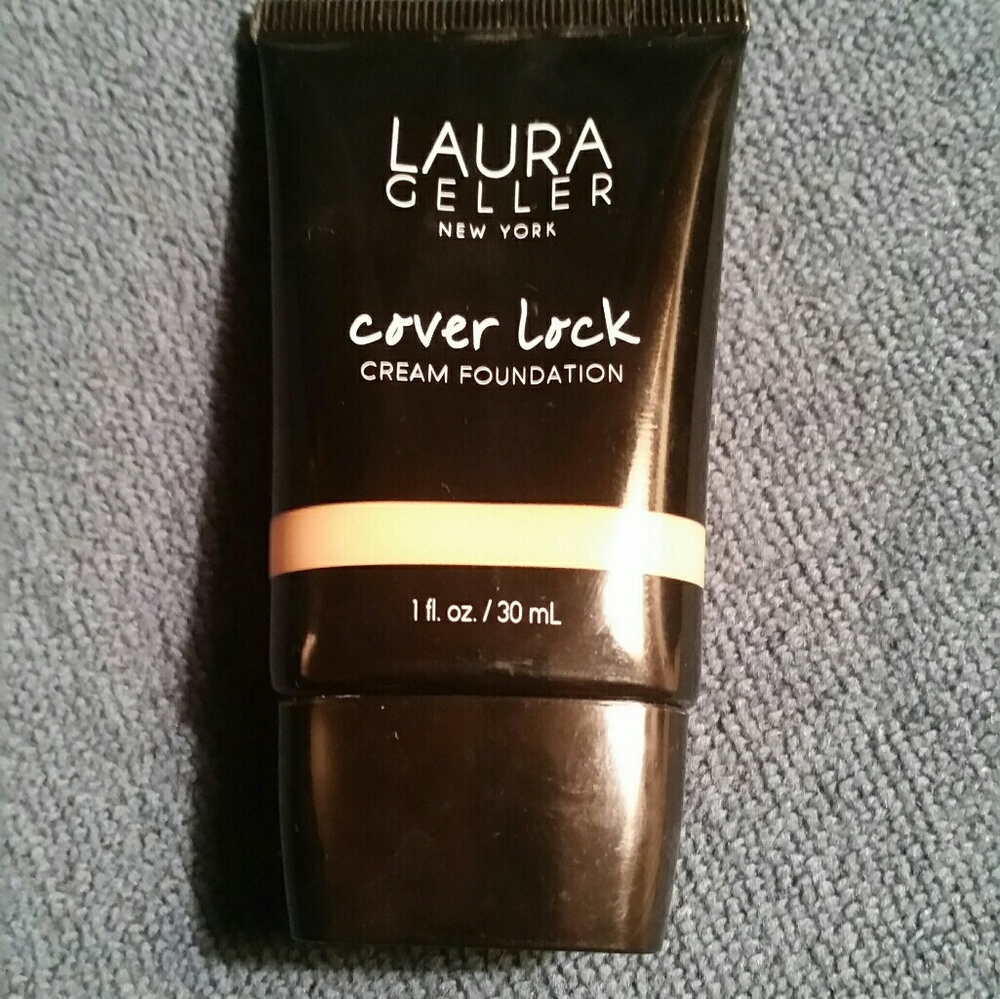 LAURA
GELLER
NEW YORK
cover lock
CREAM FOUNDATION
1 fl. oz. / 30 mL